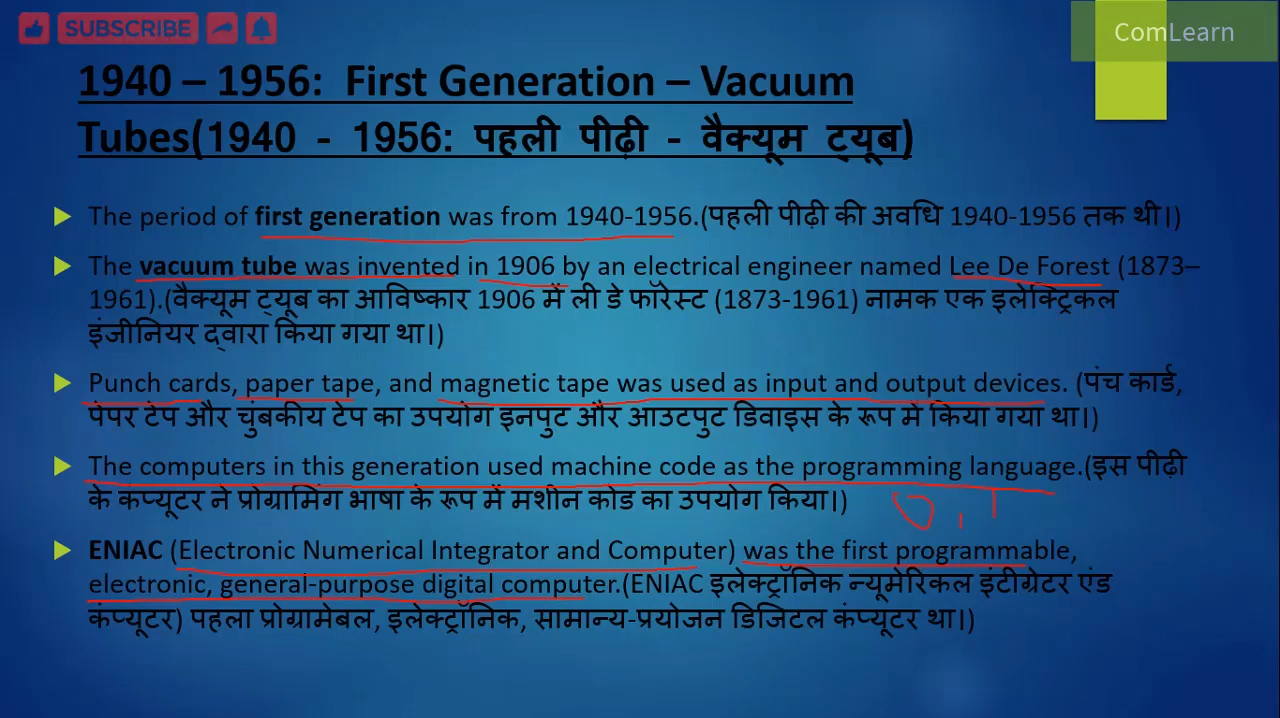 SUBSCRIBE
ComLearn
1940 – 1956: First Generation – Vacuum
Tubes(1940 - 1956: पहली पीढ़ी - वैक्यूम ट्यूब)
The period of first generation was from 1940-1956.(पहली पीढ़ी की अवधि 1940-1956 तक थी।)
The vacuum tube was invented in 1906 by an electrical engineer named Lee De Forest (1873–
1961).(वैक्यूम ट्यूब का आविष्कार 1906 में ली डे फॉरेस्ट (1873-1961) नामक एक इलेक्ट्रिकल
इंजीनियर द्वारा किया गया था।)
Punch cards, paper tape, and magnetic tape was used as input and output devices. (पंच कार्ड,
पेपर टेप और चुंबकीय टेप का उपयोग इनपुट और आउटपुट डिवाइस के रूप में किया गया था।)
The computers in this generation used machine code as the programming language.(इस पीढ़ी
के कंप्यूटर ने प्रोग्रामिंग भाषा के रूप में मशीन कोड का उपयोग किया।)
0, 1
ENIAC (Electronic Numerical Integrator and Computer) was the first programmable,
electronic, general-purpose digital computer.(ENIAC इलेक्ट्रॉनिक न्यूमेरिकल इंटीग्रेटर एंड
कंप्यूटर) पहला प्रोग्रामेबल, इलेक्ट्रॉनिक, सामान्य-प्रयोजन डिजिटल कंप्यूटर था।)